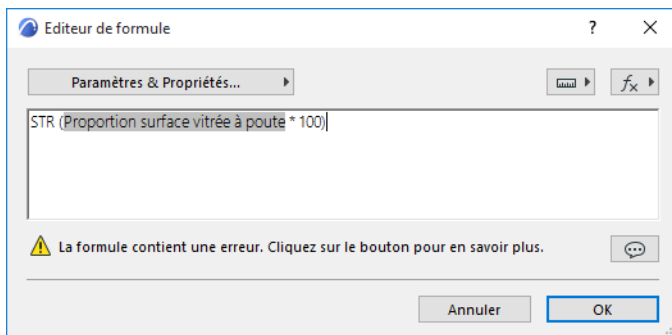 Editeur de formule
?
Paramètres & Propriétés...
fx
STR (Proportion surface vitrée à poute * 100)
La formule contient une erreur. Cliquez sur le bouton pour en savoir plus.
Annuler
OK